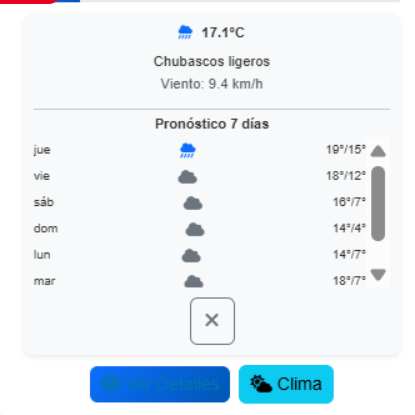 17.1°C
Chubascos ligeros
Viento: 9.4 km/h
Pronóstico 7 días
jue 19°/15°
vie 18°/12°
sáb 16°/7°
dom 14°/4°
lun 14°/7°
mar 18°/7°
Ver Detalles
Clima